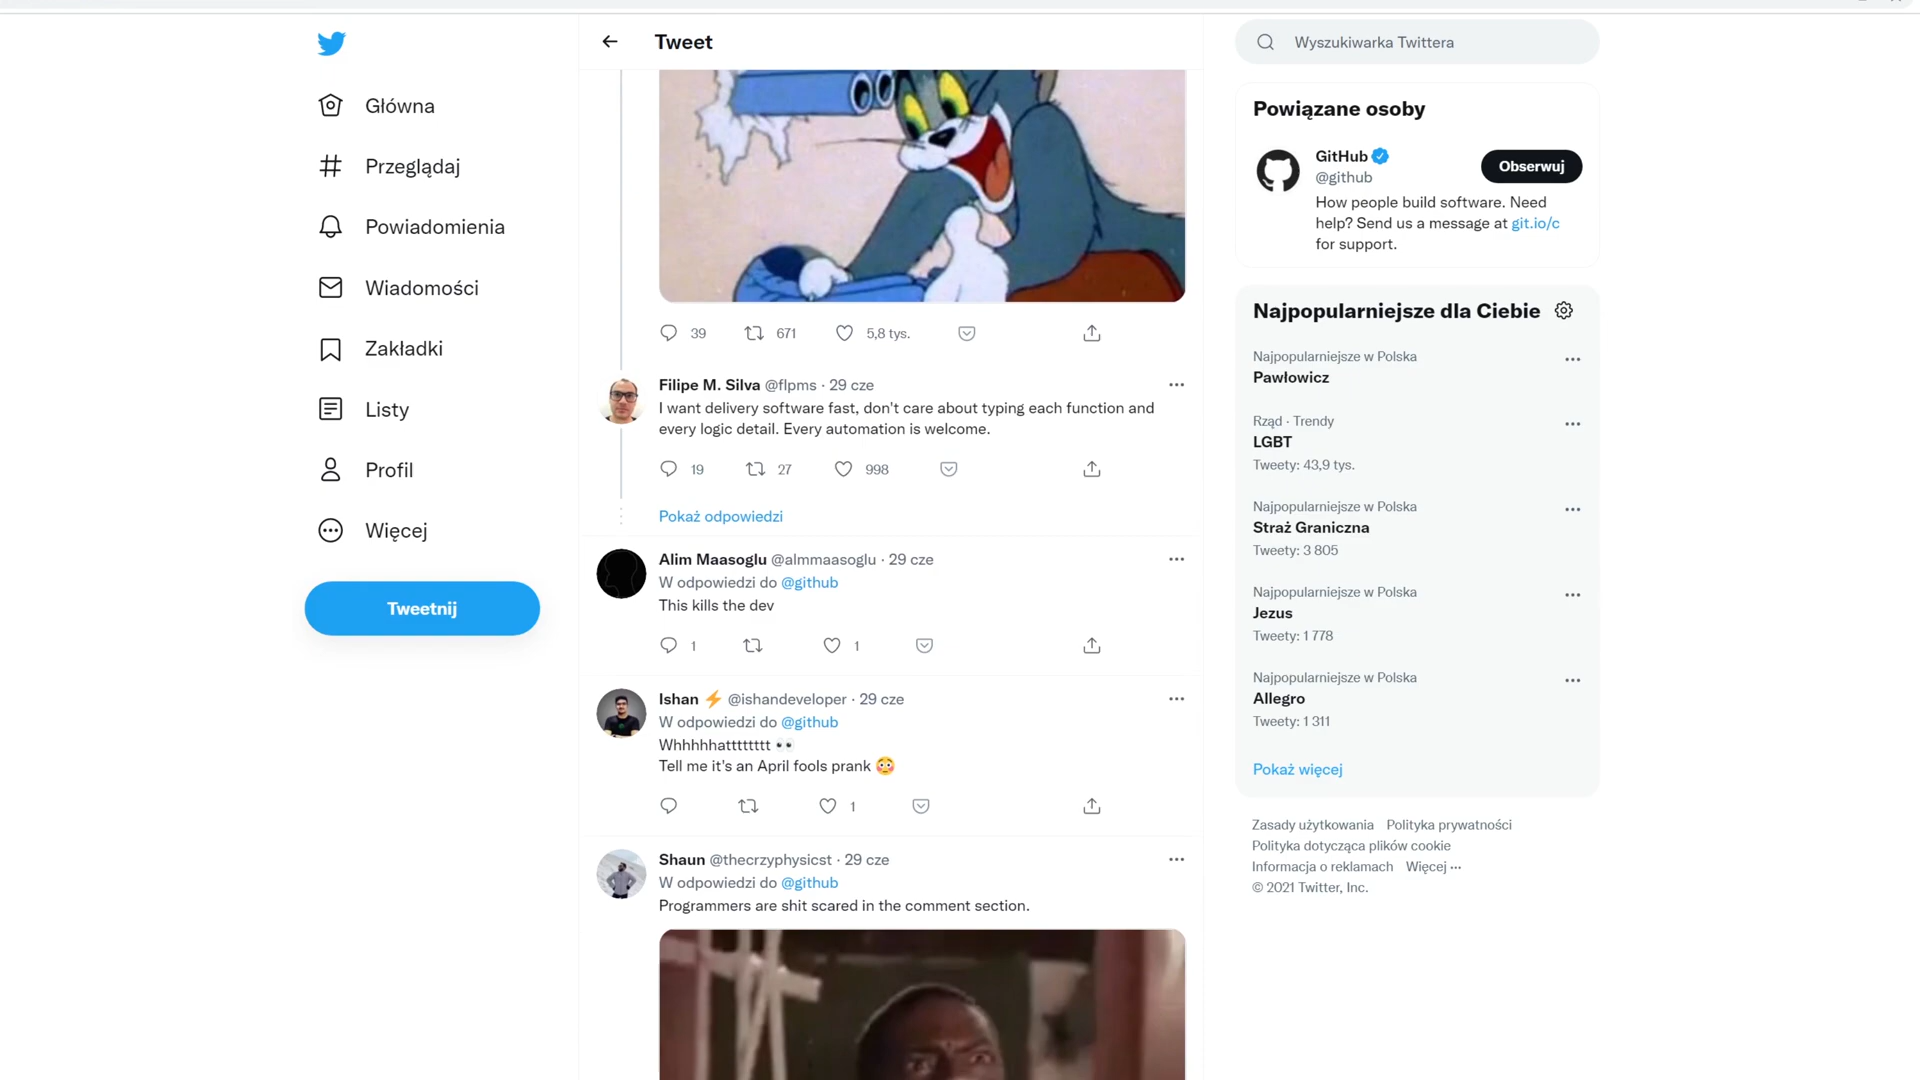 Tweet
Wyszukiwarka Twittera
Główna
Przeglądaj
Powiadomienia
Wiadomości
Zakładki
Listy
Profil
Więcej
Tweetnij
39 671 5,8 tys.
Filipe M. Silva @flpms · 29 cze
I want delivery software fast, don't care about typing each function and
every logic detail. Every automation is welcome.
19 27 998
Pokaż odpowiedzi
Alim Maasoglu @almmaasoglu · 29 cze
W odpowiedzi do @github
This kills the dev
1 1
Ishan ⚡ @ishandeveloper · 29 cze
W odpowiedzi do @github
Whhhhhatttttttt 👀
Tell me it's an April fools prank 😳
1
Shaun @thecrzyphysicst · 29 cze
W odpowiedzi do @github
Programmers are shit scared in the comment section.
Powiązane osoby
GitHub
@github
Obserwuj
How people build software. Need
help? Send us a message at git.io/c
for support.
Najpopularniejsze dla Ciebie
Najpopularniejsze w Polska
Pawłowicz
Rząd · Trendy
LGBT
Tweety: 43,9 tys.
Najpopularniejsze w Polska
Straż Graniczna
Tweety: 3 805
Najpopularniejsze w Polska
Jezus
Tweety: 1 778
Najpopularniejsze w Polska
Allegro
Tweety: 1 311
Pokaż więcej
Zasady użytkowania Polityka prywatności
Polityka dotycząca plików cookie
Informacja o reklamach Więcej ···
© 2021 Twitter, Inc.